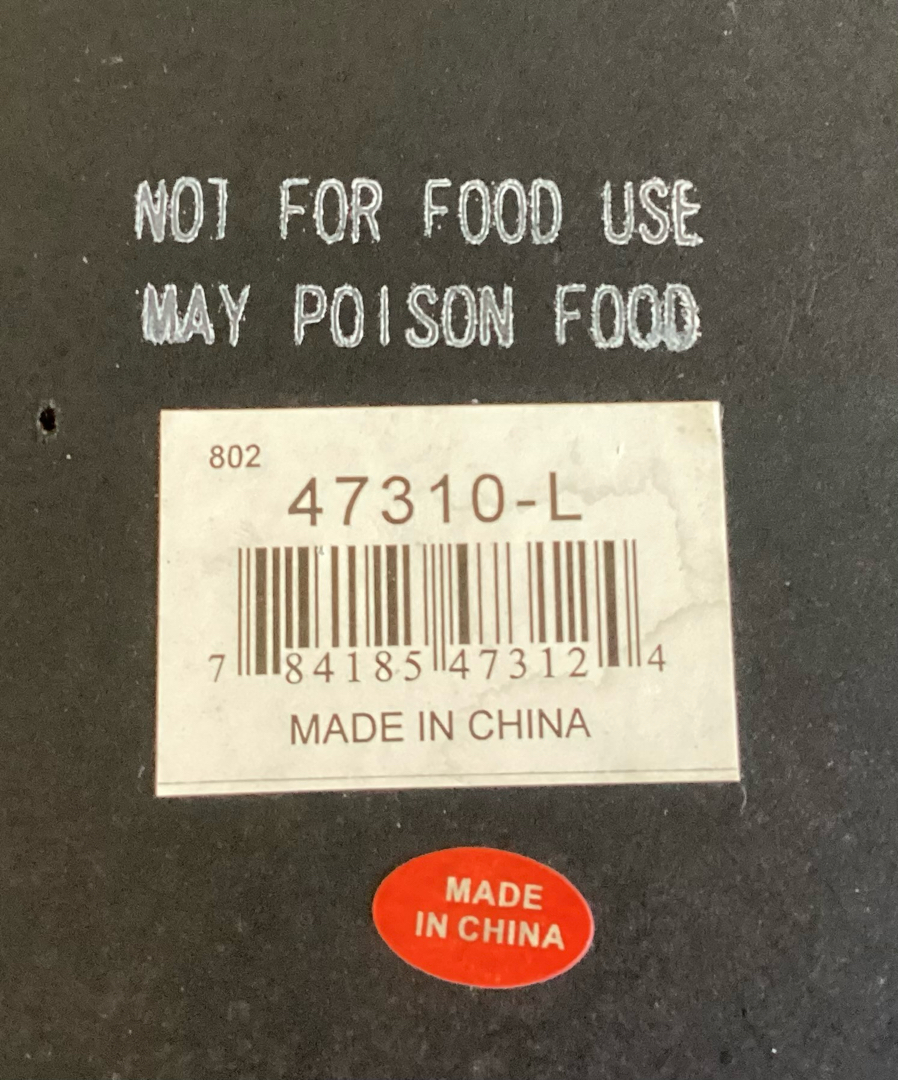 NOT FOR FOOD USE
MAY POISON FOOD
802
47310-L
7 84185 47312 4
MADE IN CHINA
MADE
IN CHINA